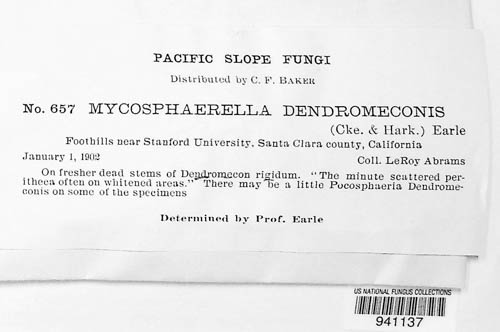 PACIFIC SLOPE FUNGI
Distributed by C. F. BAKER
No. 657 MYCOSPHAERELLA DENDROMECONIS
(Cke. & Hark.) Earle
Foothills near Stanford University, Santa Clara county, California
January 1, 1902 Coll. LeRoy Abrams
On fresher dead stems of Dendromecon rigidum. "The minute scattered per-
itheca often on whitened areas." There may be a little Pocosphaeria Dendrome-
conis on some of the specimens
Determined by Prof. Earle
US NATIONAL FUNGUS COLLECTIONS
941137